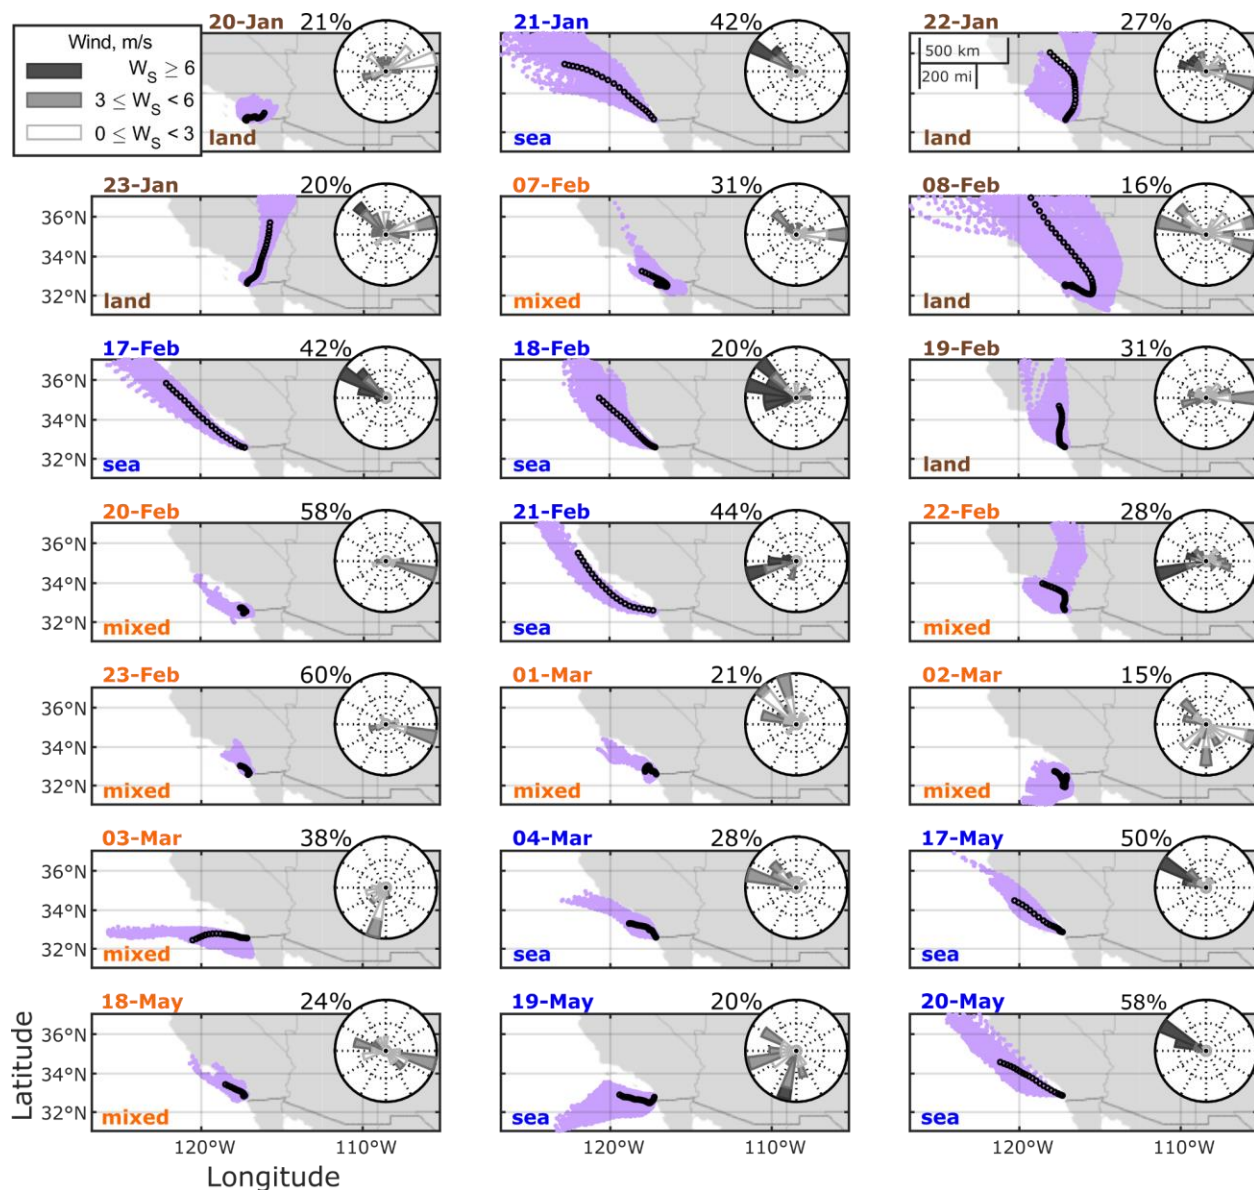 20-Jan 21%
Wind, m/s
W_S ≥ 6
3 ≤ W_S < 6
0 ≤ W_S < 3
land
21-Jan 42%
sea
22-Jan 27%
500 km
200 mi
land
23-Jan 20%
36°N
34°N
32°N
land
07-Feb 31%
mixed
08-Feb 16%
land
17-Feb 42%
36°N
34°N
32°N
sea
18-Feb 20%
sea
19-Feb 31%
land
20-Feb 58%
36°N
34°N
32°N
mixed
21-Feb 44%
sea
22-Feb 28%
mixed
23-Feb 60%
36°N
34°N
32°N
mixed
01-Mar 21%
mixed
02-Mar 15%
mixed
03-Mar 38%
36°N
34°N
32°N
mixed
04-Mar 28%
sea
17-May 50%
sea
18-May 24%
36°N
34°N
32°N
mixed
19-May 20%
sea
20-May 58%
sea
Latitude
120°W 110°W
120°W 110°W
120°W 110°W
Longitude